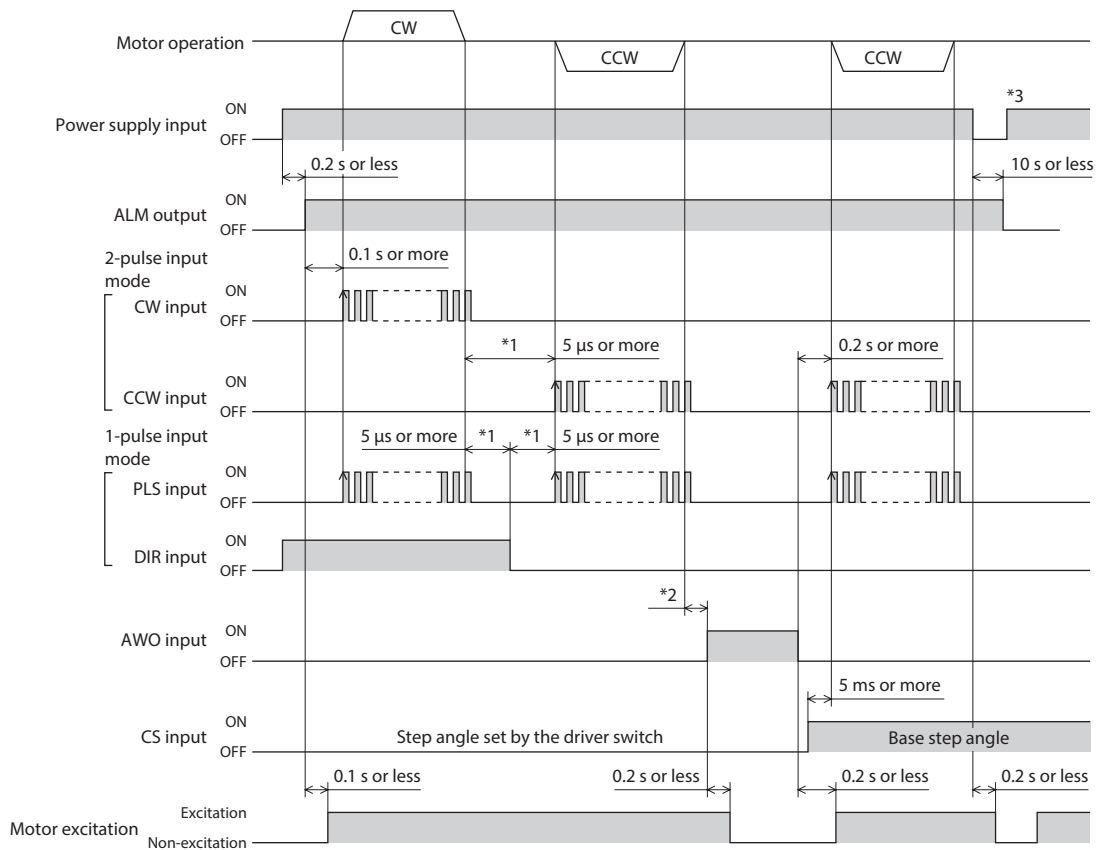 CW
Motor operation
CCW
CCW
ON
*3
Power supply input
OFF
0.2 s or less
10 s or less
ON
ALM output
OFF
2-pulse input
mode
0.1 s or more
ON
CW input
OFF
*1
5 µs or more
0.2 s or more
ON
CCW input
OFF
1-pulse input
mode
5 µs or more
*1
*1
5 µs or more
ON
PLS input
OFF
ON
DIR input
OFF
*2
ON
AWO input
OFF
5 ms or more
ON
CS input
OFF
Step angle set by the driver switch
Base step angle
0.1 s or less
0.2 s or less
0.2 s or less
0.2 s or less
Excitation
Motor excitation
Non-excitation